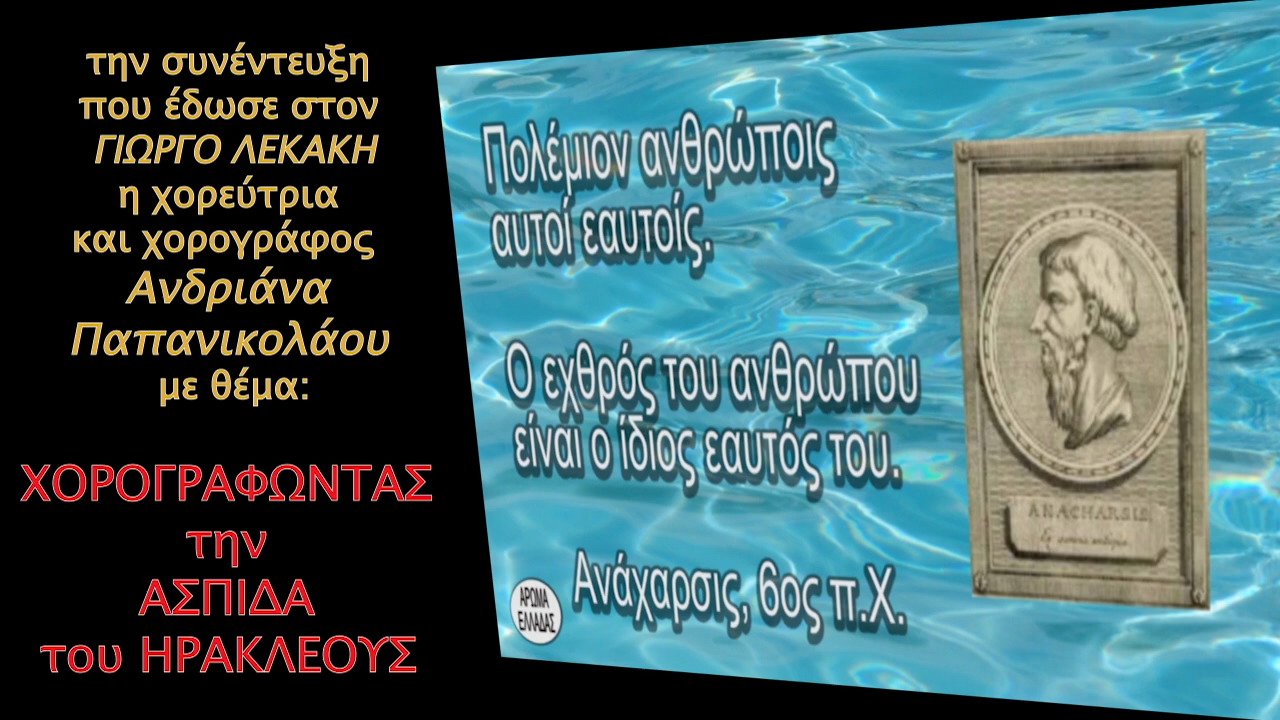 την συνέντευξη
που έδωσε στον
ΓΙΩΡΓΟ ΛΕΚΑΚΗ
η χορεύτρια
και χορογράφος
Ανδριάνα
Παπανικολάου
με θέμα:
ΧΟΡΟΓΡΑΦΩΝΤΑΣ
την
ΑΣΠΙΔΑ
του ΗΡΑΚΛΕΟΥΣ
Πολέμιον ανθρώποις
αυτοί εαυτοίς.
Ο εχθρός του ανθρώπου
είναι ο ίδιος εαυτός του.
Ανάχαρσις, 6ος π.Χ.
ΑΡΩΜΑ
ΕΛΛΑΔΑΣ
ANACHARSIS